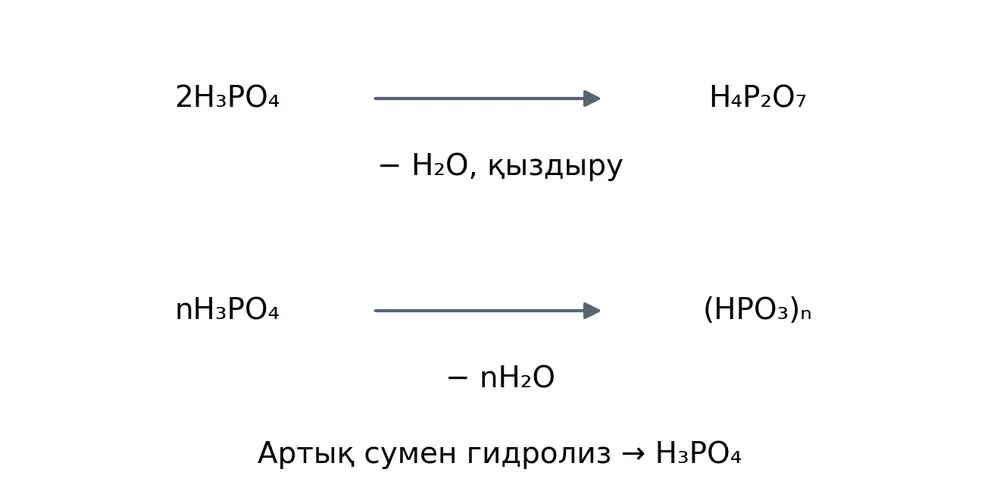 2H₃PO₄ → H₄P₂O₇
− H₂O, қыздыру
nH₃PO₄ → (HPO₃)ₙ
− nH₂O
Артық сумен гидролиз → H₃PO₄